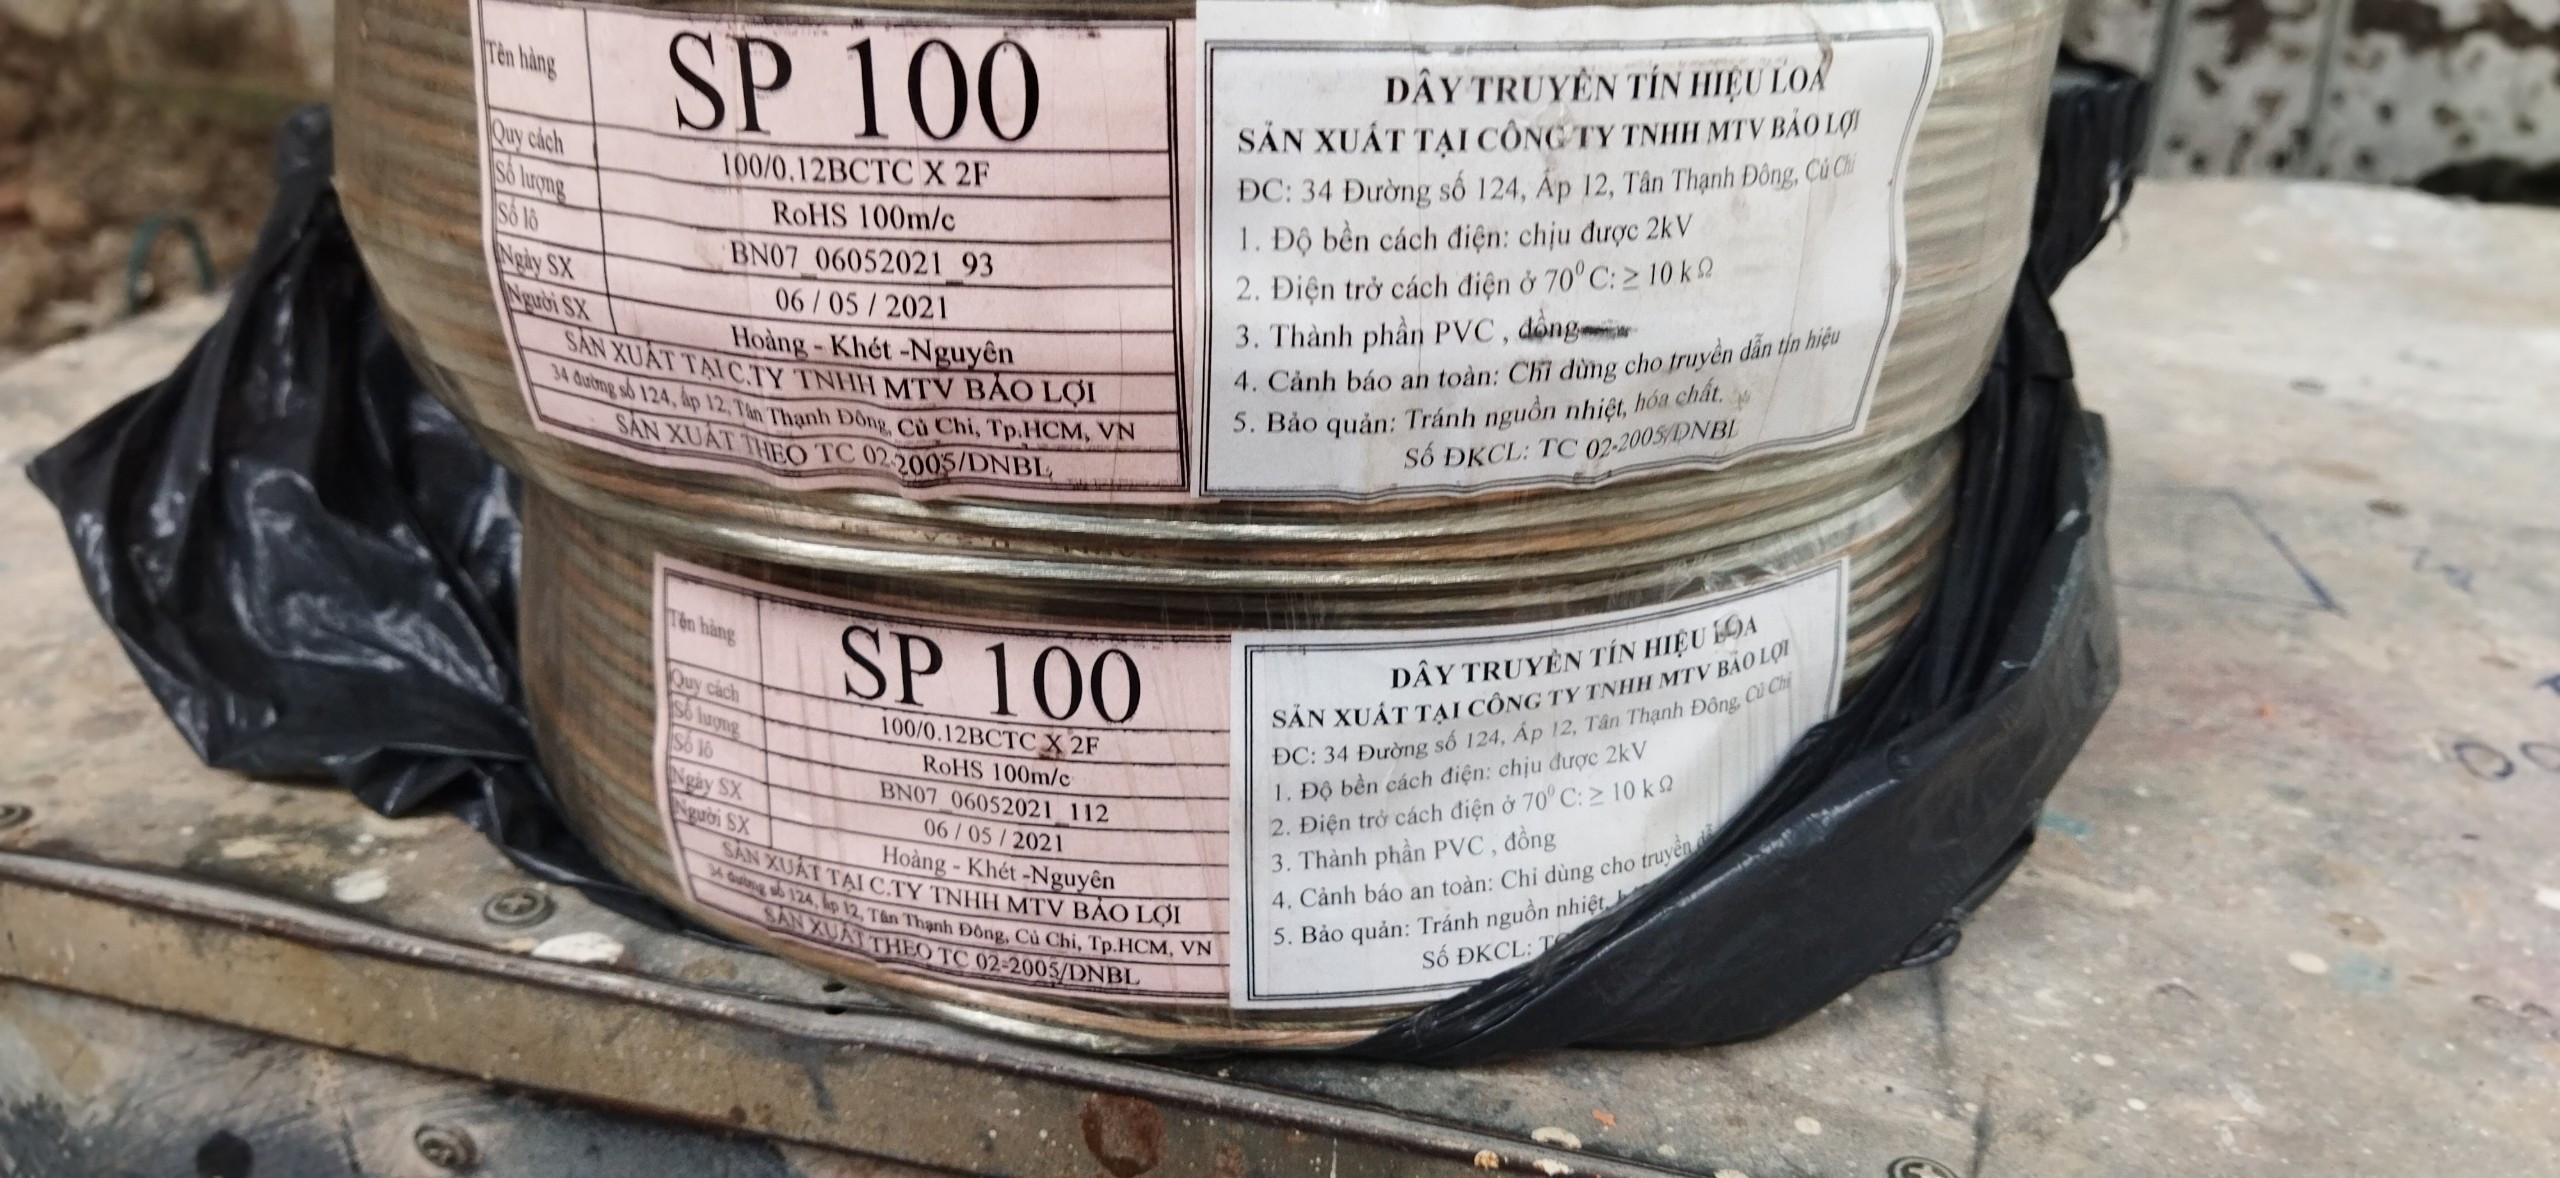 Tên hàng SP 100
Quy cách 100/0.12BCTC X 2F
Số lượng RoHS 100m/c
Số lô BN07_06052021_93
Ngày SX 06 / 05 / 2021
Người SX Hoàng - Khét -Nguyên
SẢN XUẤT TẠI C.TY TNHH MTV BẢO LỢI
34 đường số 124, ấp 12, Tân Thạnh Đông, Củ Chi, Tp.HCM, VN
SẢN XUẤT THEO TC 02-2005/DNBL
DÂY TRUYỀN TÍN HIỆU LOA
SẢN XUẤT TẠI CÔNG TY TNHH MTV BẢO LỢI
ĐC: 34 Đường số 124, Ấp 12, Tân Thạnh Đông, Củ Chi
1. Độ bền cách điện: chịu được 2kV
2. Điện trở cách điện ở 70⁰ C: ≥ 10 k Ω
3. Thành phần PVC , đồng
4. Cảnh báo an toàn: Chỉ dùng cho truyền dẫn tín hiệu
5. Bảo quản: Tránh nguồn nhiệt, hóa chất.
Số ĐKCL: TC 02-2005/DNBL
Tên hàng SP 100
Quy cách 100/0.12BCTC X 2F
Số lượng RoHS 100m/c
Số lô BN07_06052021_112
Ngày SX 06 / 05 / 2021
Người SX Hoàng - Khét -Nguyên
SẢN XUẤT TẠI C.TY TNHH MTV BẢO LỢI
34 đường số 124, ấp 12, Tân Thạnh Đông, Củ Chi, Tp.HCM, VN
SẢN XUẤT THEO TC 02-2005/DNBL
DÂY TRUYỀN TÍN HIỆU LOA
SẢN XUẤT TẠI CÔNG TY TNHH MTV BẢO LỢI
ĐC: 34 Đường số 124, Ấp 12, Tân Thạnh Đông, Củ Chi
1. Độ bền cách điện: chịu được 2kV
2. Điện trở cách điện ở 70⁰ C: ≥ 10 k Ω
3. Thành phần PVC , đồng
4. Cảnh báo an toàn: Chỉ dùng cho truyền
5. Bảo quản: Tránh nguồn nhiệt,
Số ĐKCL: